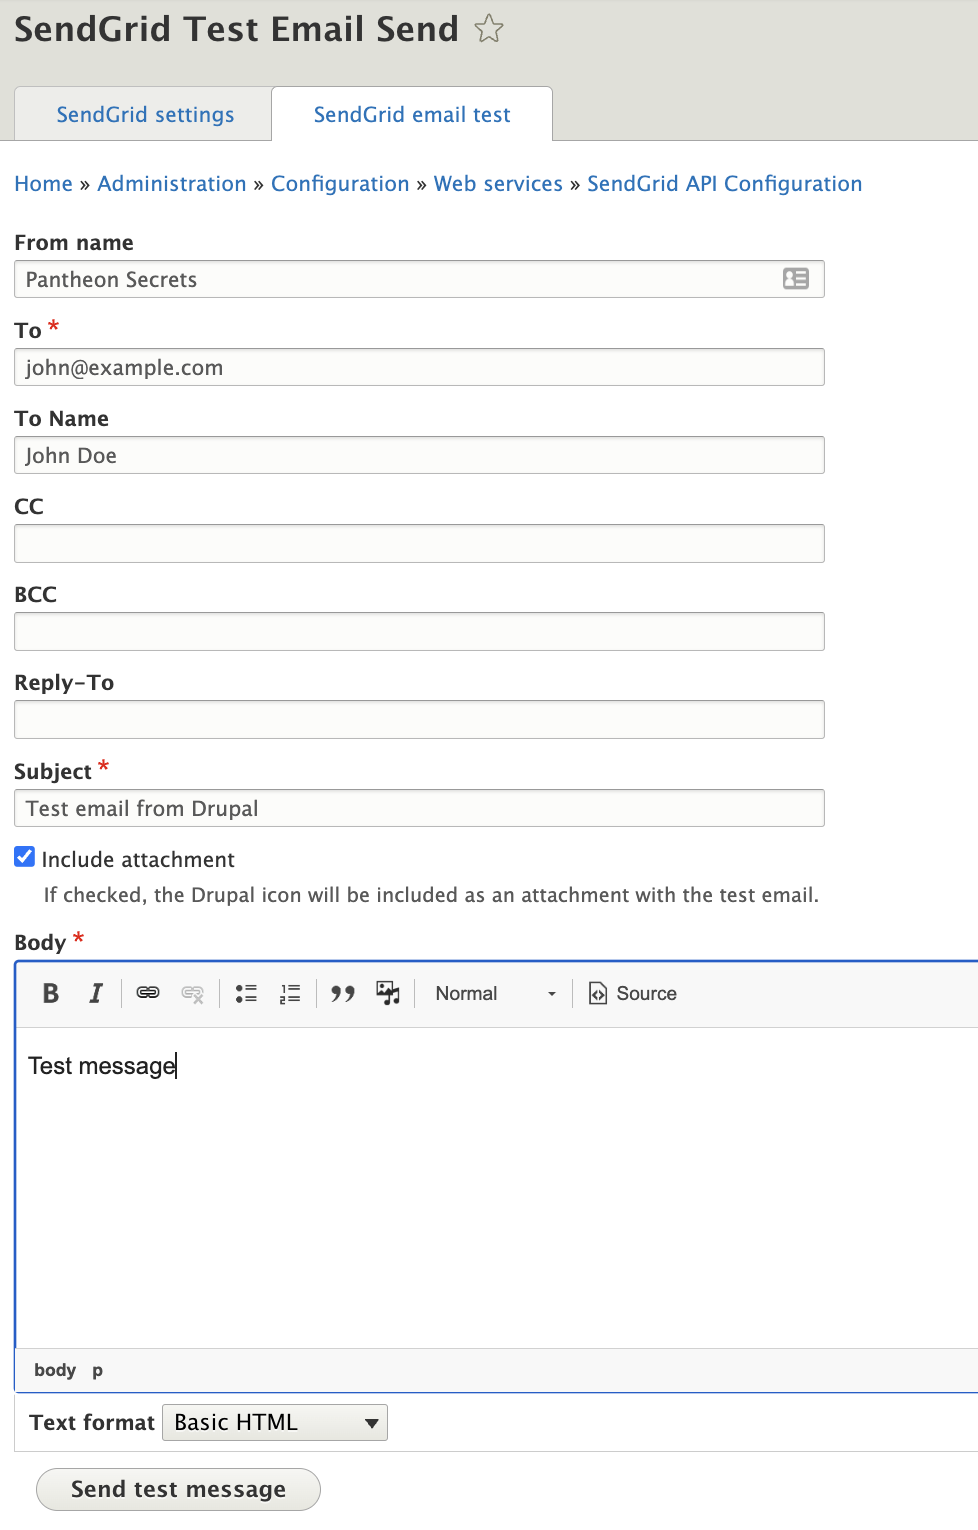 SendGrid Test Email Send
SendGrid settings
SendGrid email test
Home » Administration » Configuration » Web services » SendGrid API Configuration
From name
Pantheon Secrets
To *
john@example.com
To Name
John Doe
CC
BCC
Reply-To
Subject *
Test email from Drupal
Include attachment
If checked, the Drupal icon will be included as an attachment with the test email.
Body *
B I Normal Source
Test message
body p
Text format Basic HTML
Send test message